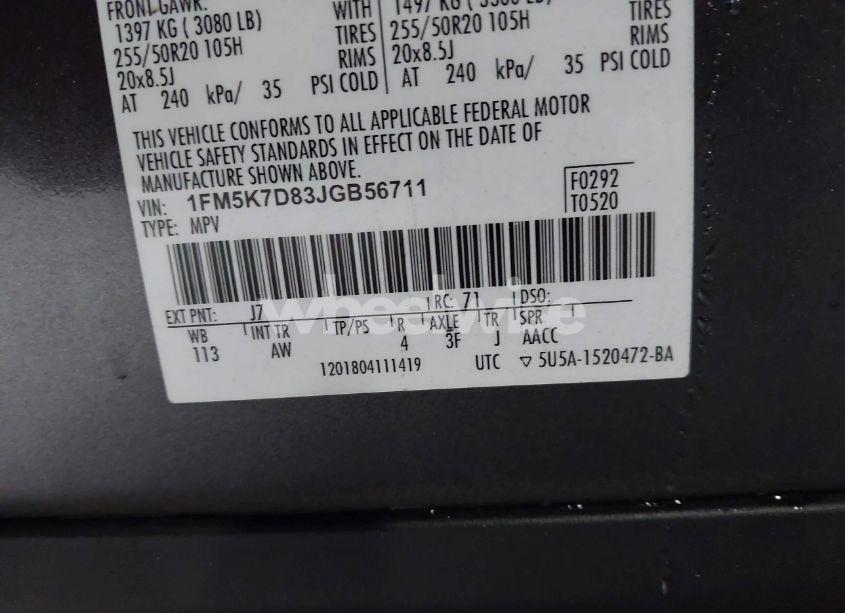 FRONT GAWR:
1397 KG ( 3080 LB) WITH
255/50R20 105H TIRES
20x8.5J RIMS
AT 240 kPa/ 35 PSI COLD
TIRES
255/50R20 105H RIMS
20x8.5J
AT 240 kPa/ 35 PSI COLD
THIS VEHICLE CONFORMS TO ALL APPLICABLE FEDERAL MOTOR
VEHICLE SAFETY STANDARDS IN EFFECT ON THE DATE OF
MANUFACTURE SHOWN ABOVE.
VIN: 1FM5K7D83JGB56711
TYPE: MPV
F0292
T0520
EXT PNT: J7 RC: 71 DSO:
WB INT TR TP/PS R AXLE TR SPR
113 AW 4 3F J AACC
1201804111419 UTC ▽ 5U5A-1520472-BA
wheelwise